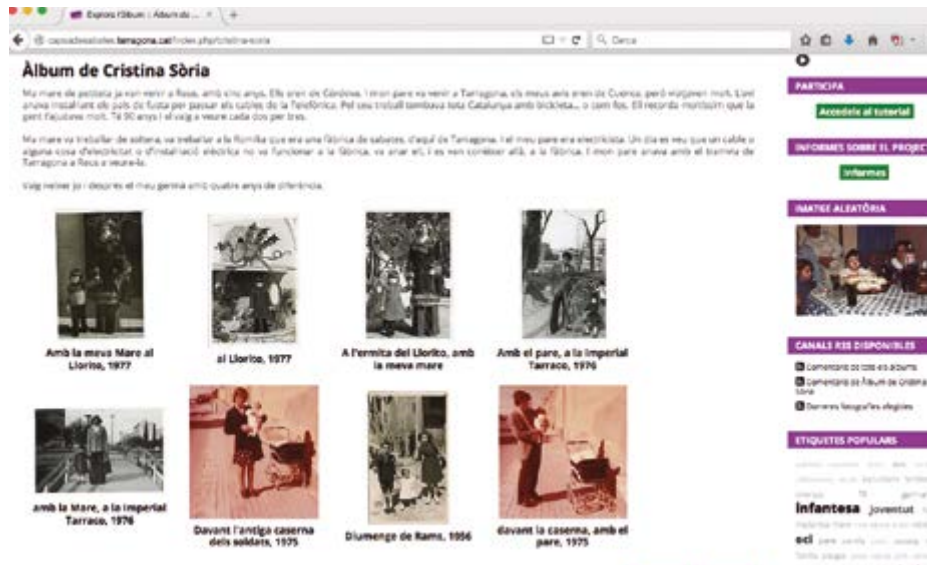 Explora l'àlbum :: Àlbum de ...
capsadesabates.tarragona.cat/index.php/cristina-soria
Cerca
Àlbum de Cristina Sòria
Ma mare de petiteta ja van venir a Reus, amb cinc anys. Ells eren de Còrdova. I mon pare va venir a Tarragona, els meus avis eren de Cuenca, però viatjaven molt. L'avi
anava instal·lant els pals de fusta per passar els cables de la Telefònica. Pel seu treball tombava tota Catalunya amb bicicleta... o com fos. Ell recorda moltíssim que la
gent l'ajudava molt. Té 90 anys i el vaig a veure cada dos per tres.
Ma mare va treballar de soltera, va treballar a la Formika que era una fàbrica de sabates, d'aquí de Tarragona. I el meu pare era electricista. Un dia es veu que un cable o
alguna cosa d'electricitat o d'instal·lació elèctrica no va funcionar a la fàbrica, va anar ell, i es van conèixer allà, a la fàbrica. I mon pare anava amb el tramvia de
Tarragona a Reus a veure-la.
Vaig néixer jo i després el meu germà amb quatre anys de diferència.
Amb la meva Mare al
Llorito, 1977
al Llorito, 1977
A l'ermita del Llorito, amb
la meva mare
Amb el pare, a la Imperial
Tarraco, 1976
amb la Mare, a la Imperial
Tarraco, 1976
Davant l'antiga caserna
dels soldats, 1975
Diumenge de Rams, 1956
davant la caserna, amb el
pare, 1975
PARTICIPA
Accedeix al tutorial
INFORMES SOBRE EL PROJEC
Informes
IMATGE ALEATÒRIA
CANALS RSS DISPONIBLES
Comentaris de tots els àlbums
Comentaris de l'àlbum de Cristina
Sòria
Darreres fotografies afegides
ETIQUETES POPULARS
infantesa joventut
oci